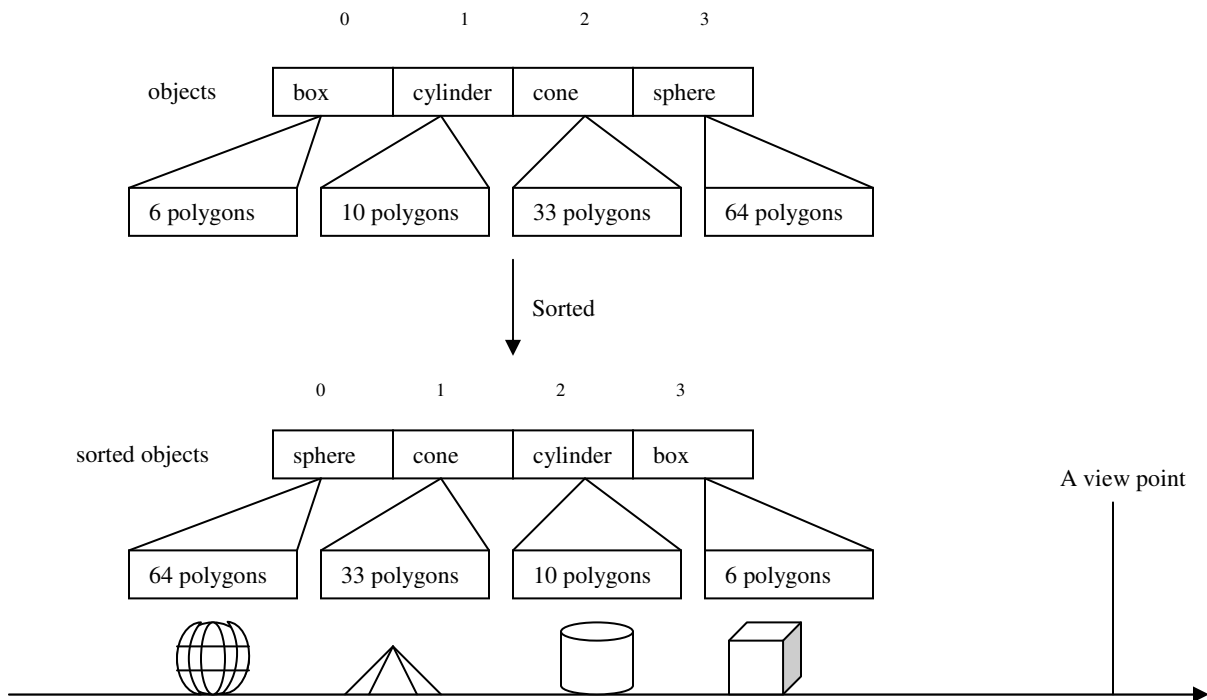 0 1 2 3
objects box cylinder cone sphere
6 polygons 10 polygons 33 polygons 64 polygons
Sorted
0 1 2 3
sorted objects sphere cone cylinder box
A view point
64 polygons 33 polygons 10 polygons 6 polygons